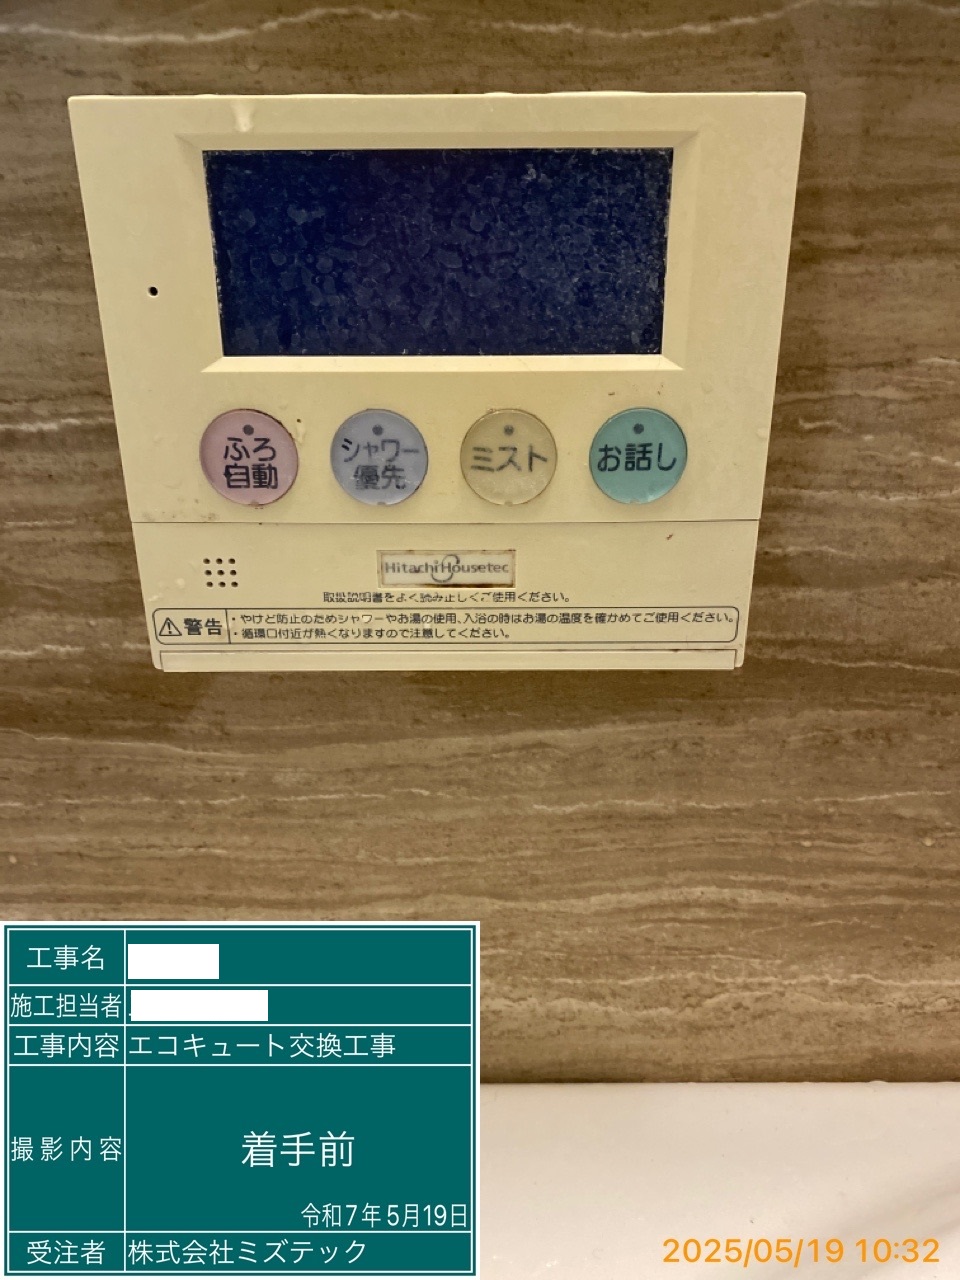 ふろ
自動
シャワー
優先
ミスト
お話し
Hitachi Housetec
取扱説明書をよく読み正しくご使用ください。
警告
・やけど防止のためシャワーやお湯の使用、入浴の時はお湯の温度を確かめてご使用ください。
・循環口付近が熱くなりますので注意してください。
工事名
施工担当者
工事内容 エコキュート交換工事
撮影内容 着手前
令和7年5月19日
受注者 株式会社ミズテック
2025/05/19 10:32